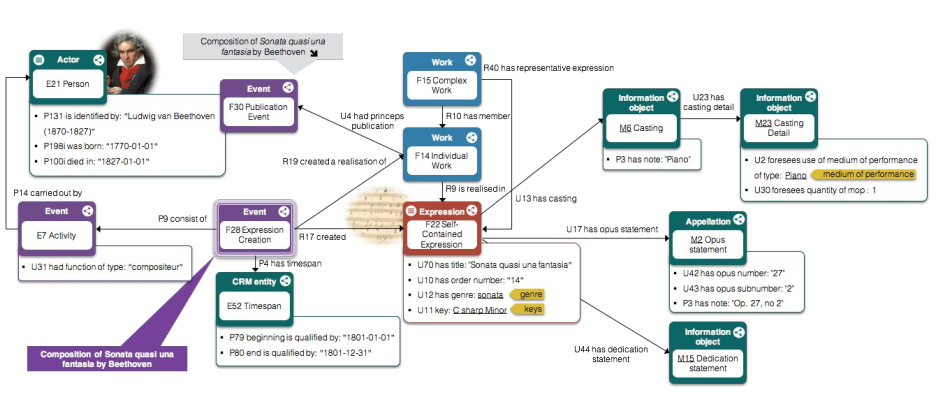 Composition of Sonata quasi una
fantasia by Beethoven
Actor
E21 Person
P131 is identified by: "Ludwig van Beethoven
(1770-1827)"
P198i was born: "1770-01-01"
P100i died in: "1827-01-01"
Event
F30 Publication
Event
U4 had princeps
publication
Work
F15 Complex
Work
R40 has representative expression
R10 has member
Work
F14 Individual
Work
R19 created a realisation of
R9 is realised in
Information
object
M6 Casting
P3 has note: "Piano"
U23 has
casting detail
Information
object
M23 Casting
Detail
U2 foresees use of medium of performance
of type: Piano
medium of performance
U30 foresees quantity of mop : 1
P14 carried out by
Event
E7 Activity
U31 had function of type: "compositeur"
P9 consist of
Event
F28 Expression
Creation
R17 created
U13 has casting
Expression
F22 Self-
Contained
Expression
U70 has title: "Sonata quasi una fantasia"
U10 has order number: "14"
U12 has genre: sonata
genre
U11 key: C sharp Minor
keys
U17 has opus statement
Appellation
M2 Opus
statement
U42 has opus number: "27"
U43 has opus subnumber: "2"
P3 has note: "Op. 27, no 2"
P4 has timespan
CRM entity
E52 Timespan
P79 beginning is qualified by: "1801-01-01"
P80 end is qualified by: "1801-12-31"
Composition of Sonata quasi una
fantasia by Beethoven
U44 has dedication
statement
Information
object
M15 Dedication
statement